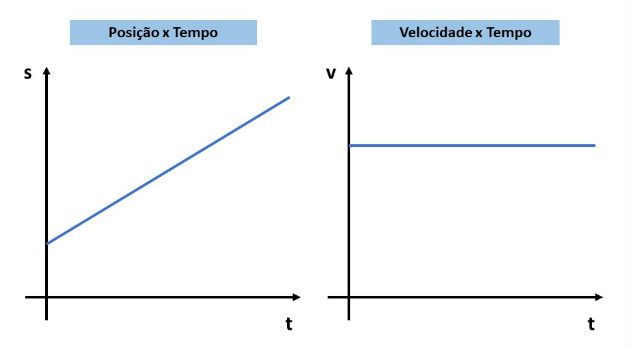 Posição x Tempo
Velocidade x Tempo
s
v
t
t